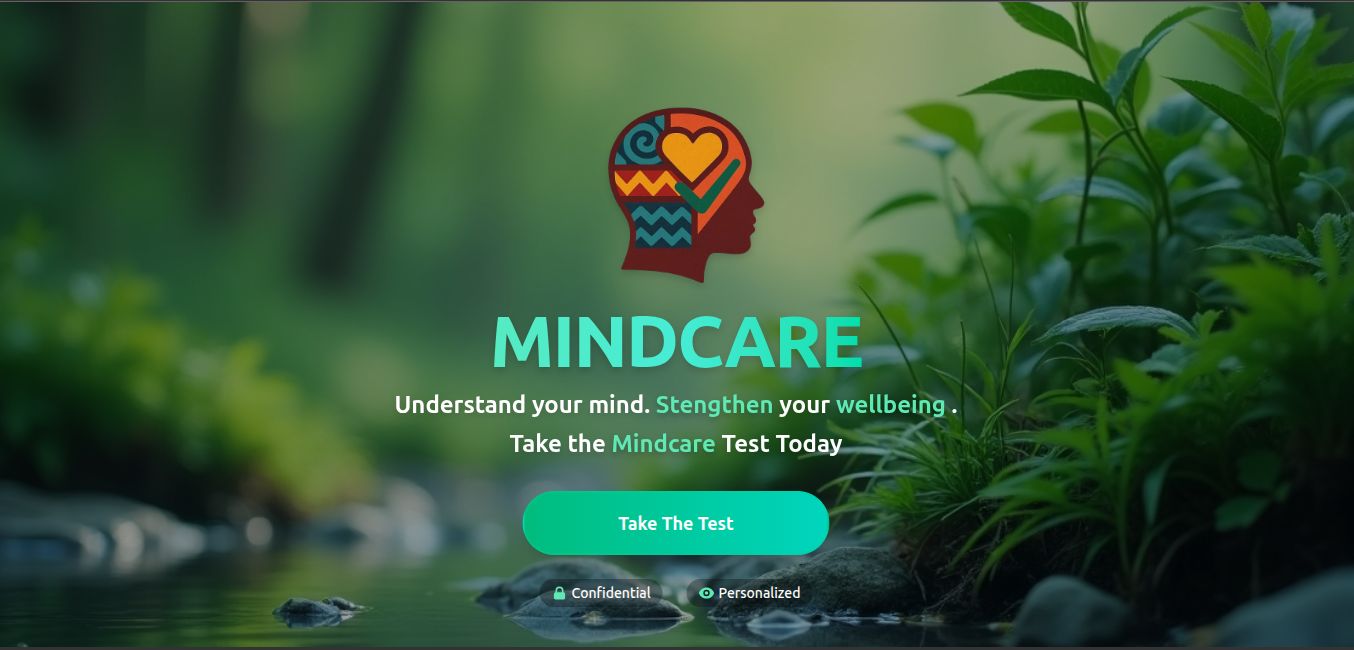 MINDCARE
Understand your mind. Stengthen your wellbeing .
Take the Mindcare Test Today
Take The Test
Confidential
Personalized